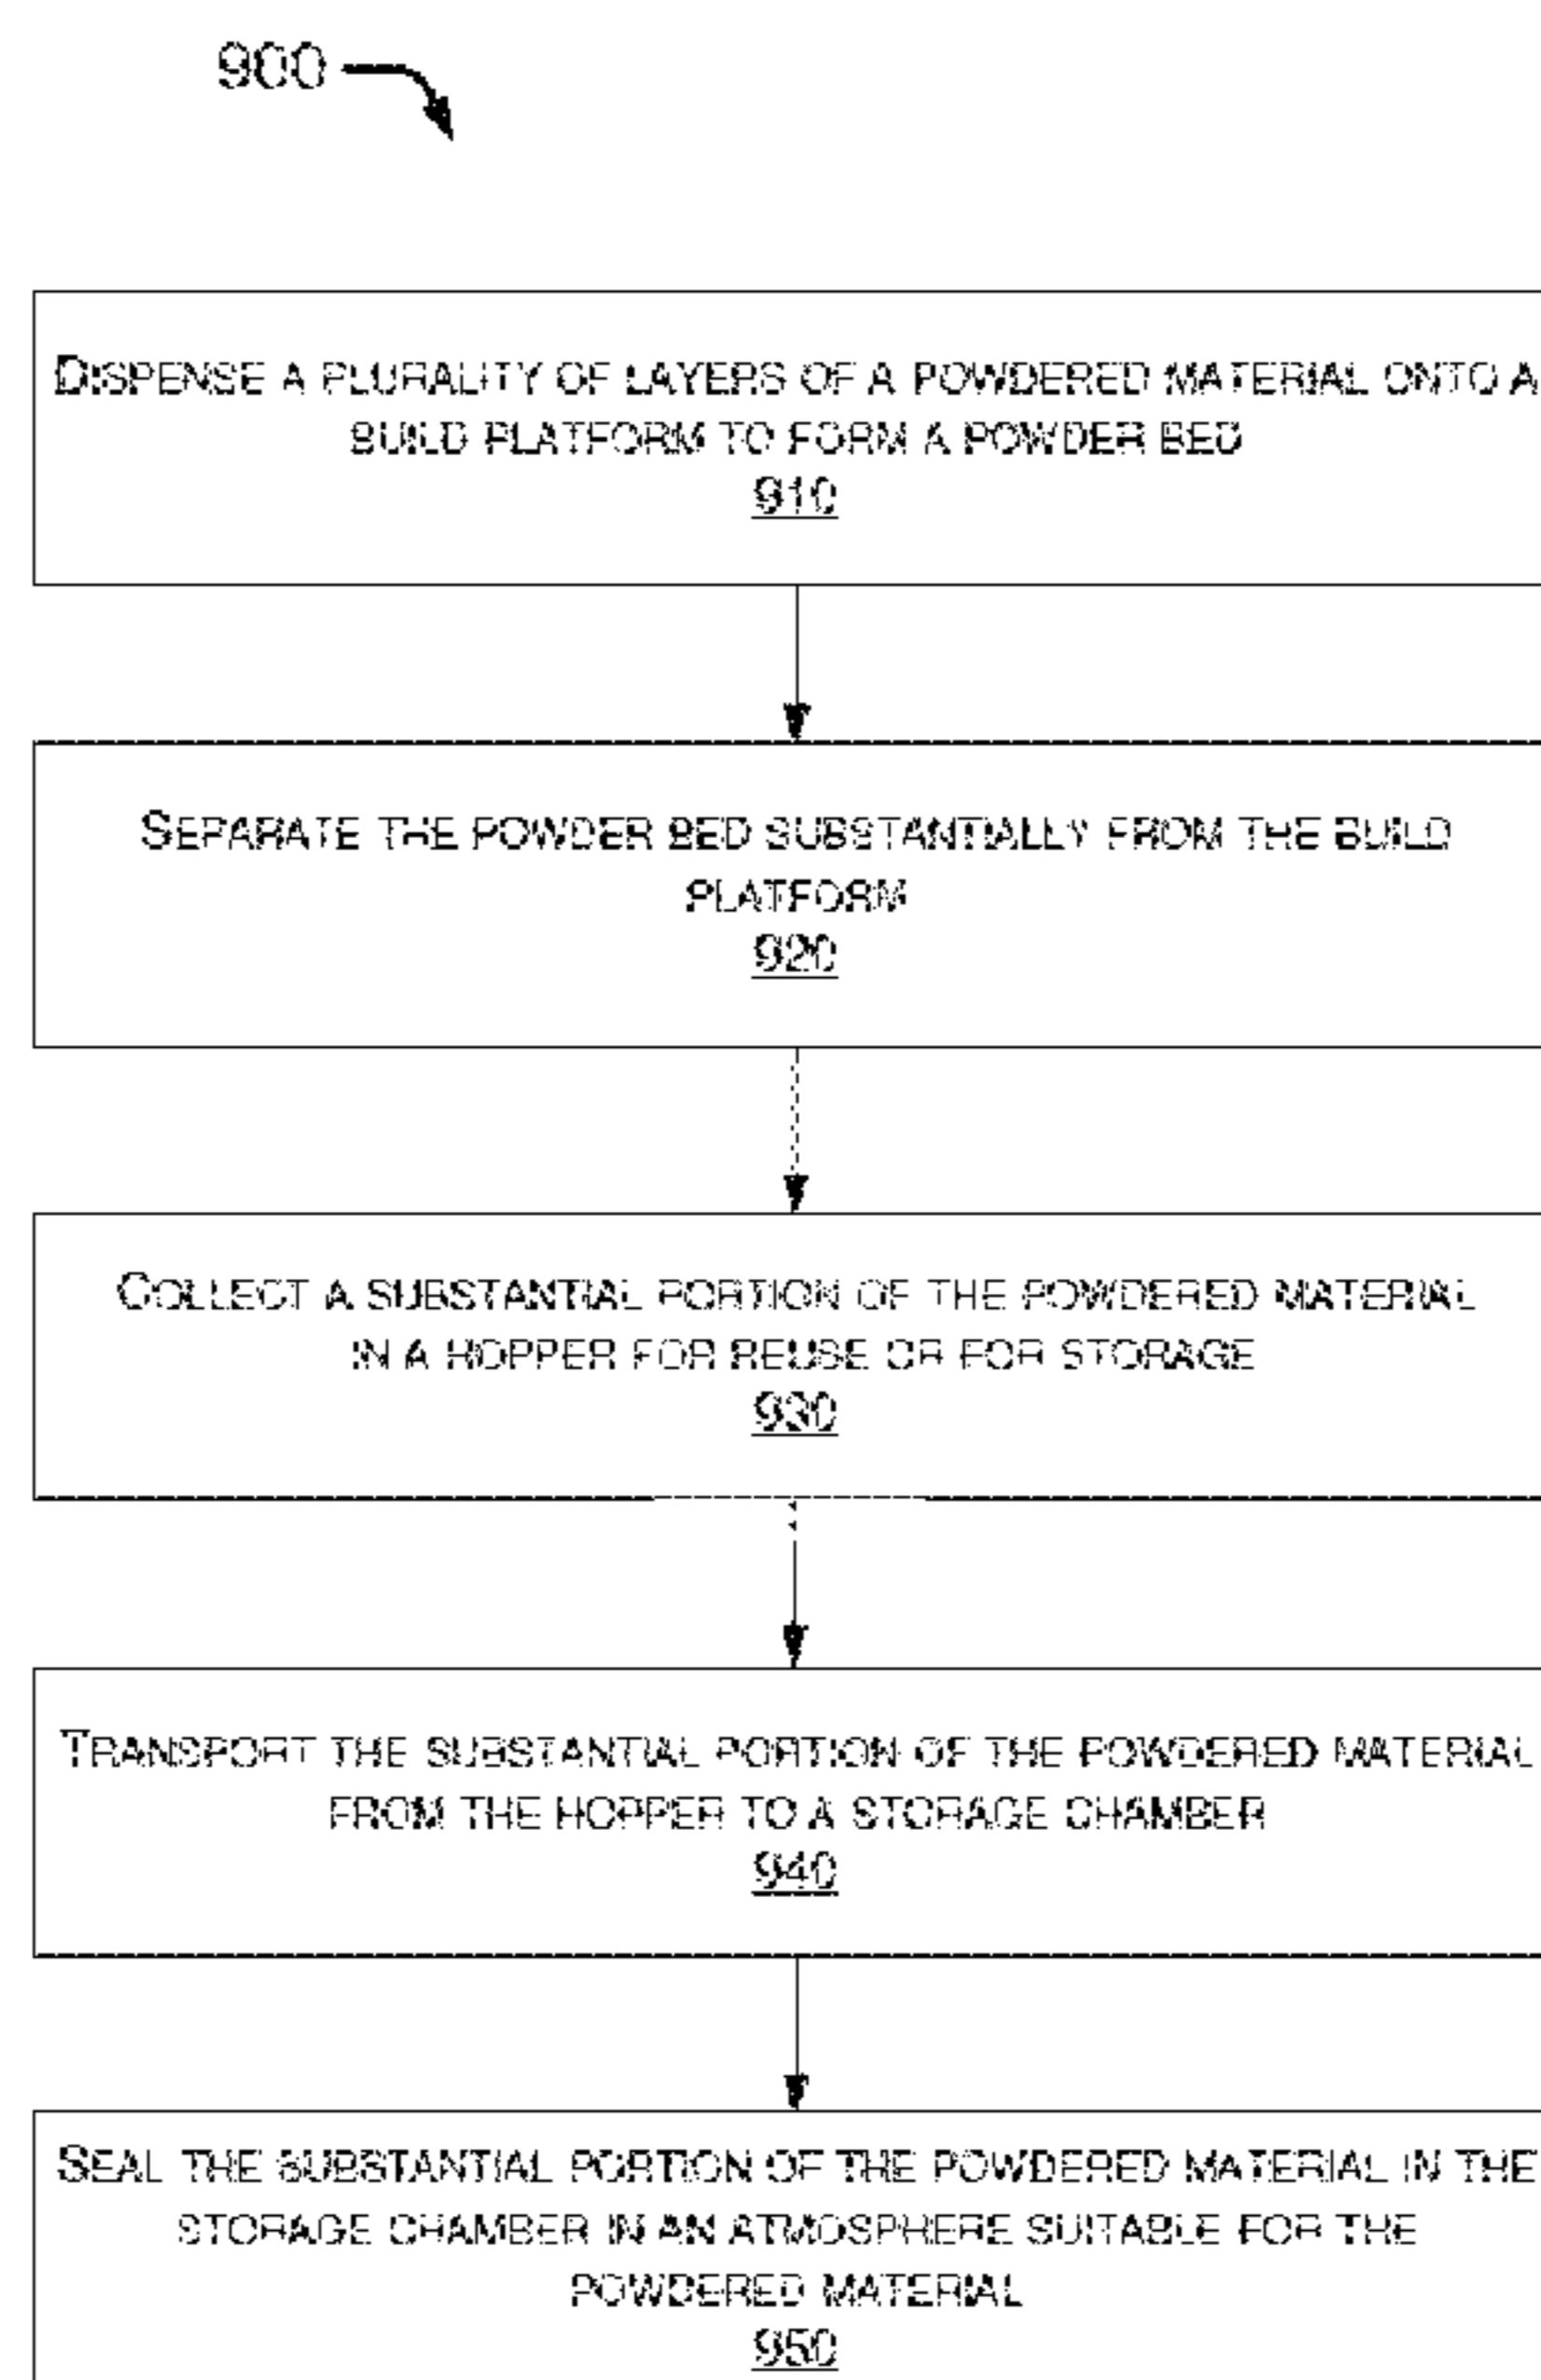 900
DISPENSE A PLURALITY OF LAYERS OF A POWDERED MATERIAL ONTO A
BUILD PLATFORM TO FORM A POWDER BED
910
SEPARATE THE POWDER BED SUBSTANTIALLY FROM THE BUILD
PLATFORM
920
COLLECT A SUBSTANTIAL PORTION OF THE POWDERED MATERIAL
IN A HOPPER FOR REUSE OR FOR STORAGE
930
TRANSPORT THE SUBSTANTIAL PORTION OF THE POWDERED MATERIAL
FROM THE HOPPER TO A STORAGE CHAMBER
940
SEAL THE SUBSTANTIAL PORTION OF THE POWDERED MATERIAL IN THE
STORAGE CHAMBER IN AN ATMOSPHERE SUITABLE FOR THE
POWDERED MATERIAL
950